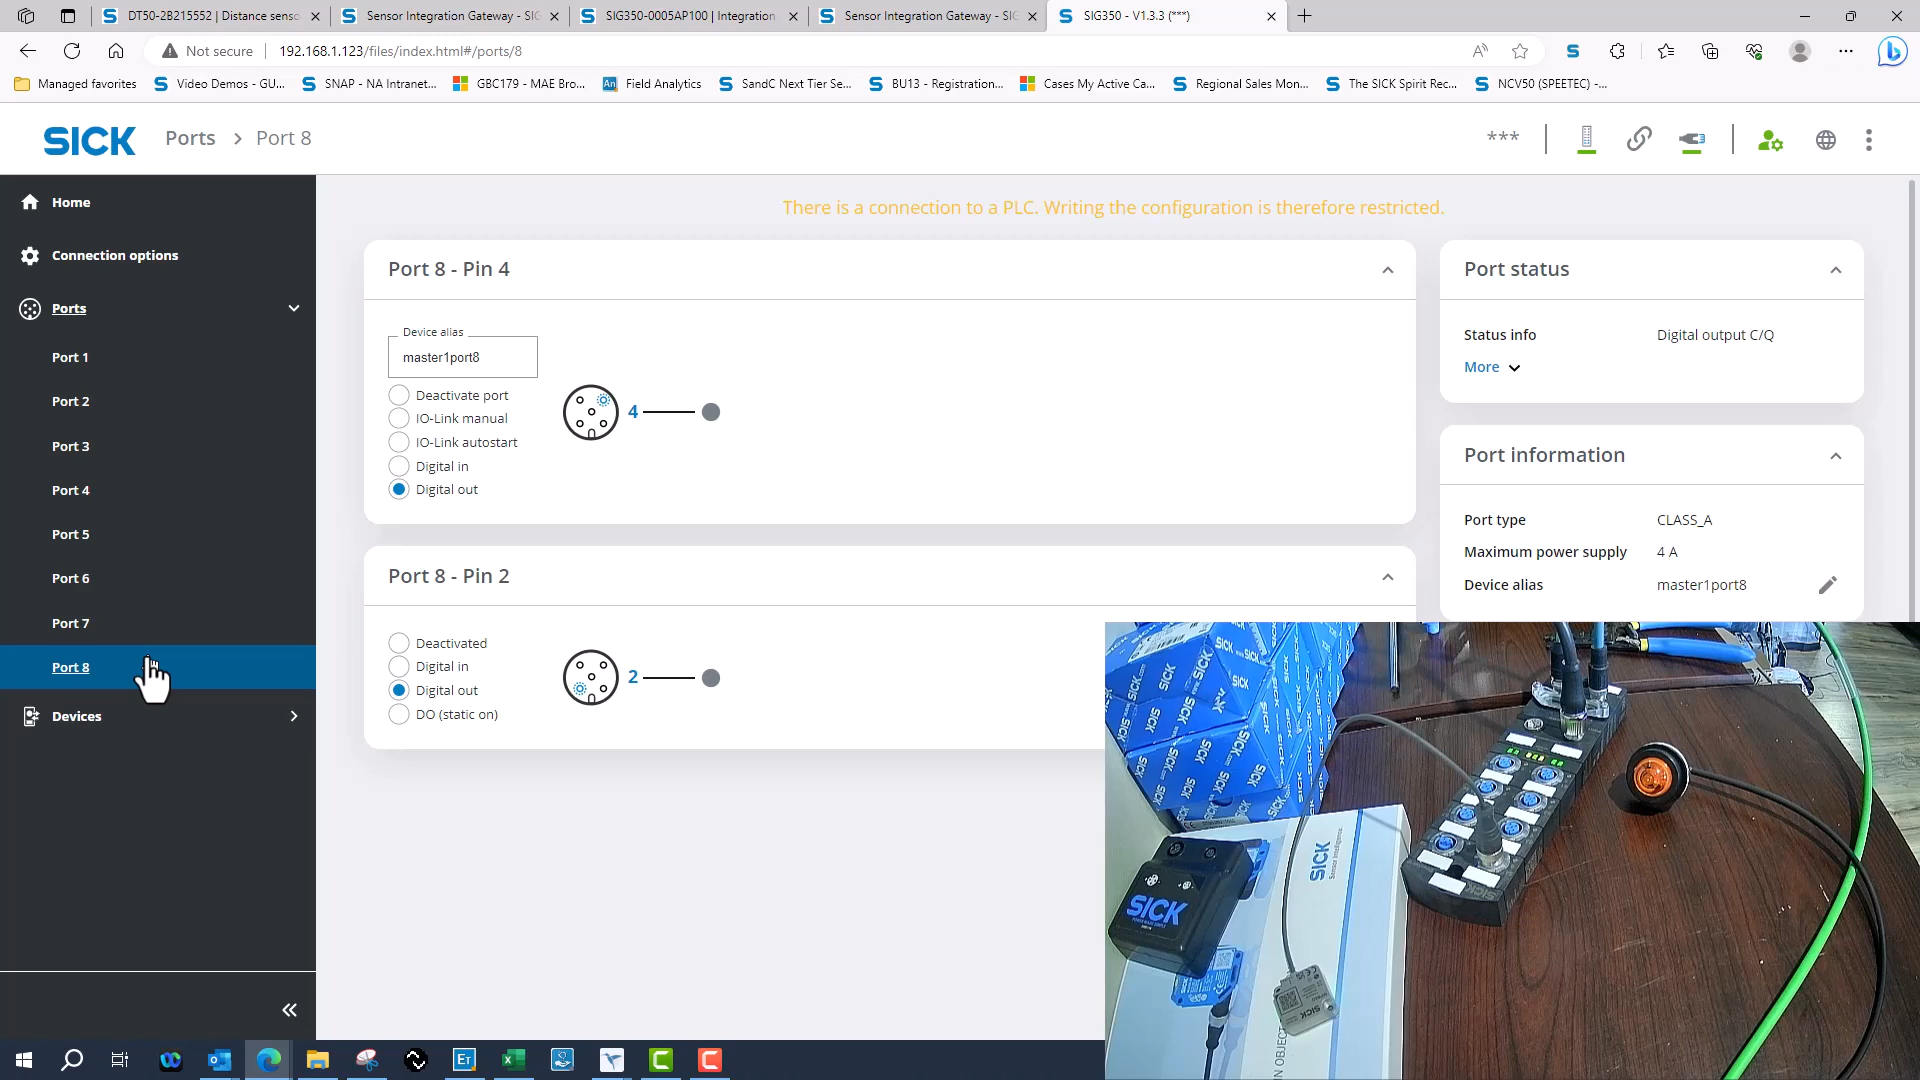 DT50-2B215552 | Distance senso
Sensor Integration Gateway - SIG
SIG350-0005AP100 | Integration
Sensor Integration Gateway - SIG
SIG350 - V1.3.3 (***)
Not secure
192.168.1.123/files/index.html#/ports/8
Managed favorites
Video Demos - GU...
SNAP - NA Intranet...
GBC179 - MAE Bro...
Field Analytics
SandC Next Tier Se...
BU13 - Registration...
Cases My Active Ca...
Regional Sales Mon...
The SICK Spirit Rec...
NCV50 (SPEETEC) -...
SICK
Ports > Port 8
***
Home
Connection options
Ports
Port 1
Port 2
Port 3
Port 4
Port 5
Port 6
Port 7
Port 8
Devices
There is a connection to a PLC. Writing the configuration is therefore restricted.
Port 8 - Pin 4
Device alias
master1port8
Deactivate port
IO-Link manual
IO-Link autostart
Digital in
Digital out
4
Port 8 - Pin 2
Deactivated
Digital in
Digital out
DO (static on)
2
Port status
Status info
Digital output C/Q
More
Port information
Port type
CLASS_A
Maximum power supply
4 A
Device alias
master1port8
SICK
SICK
Sensor Intelligence
SICK